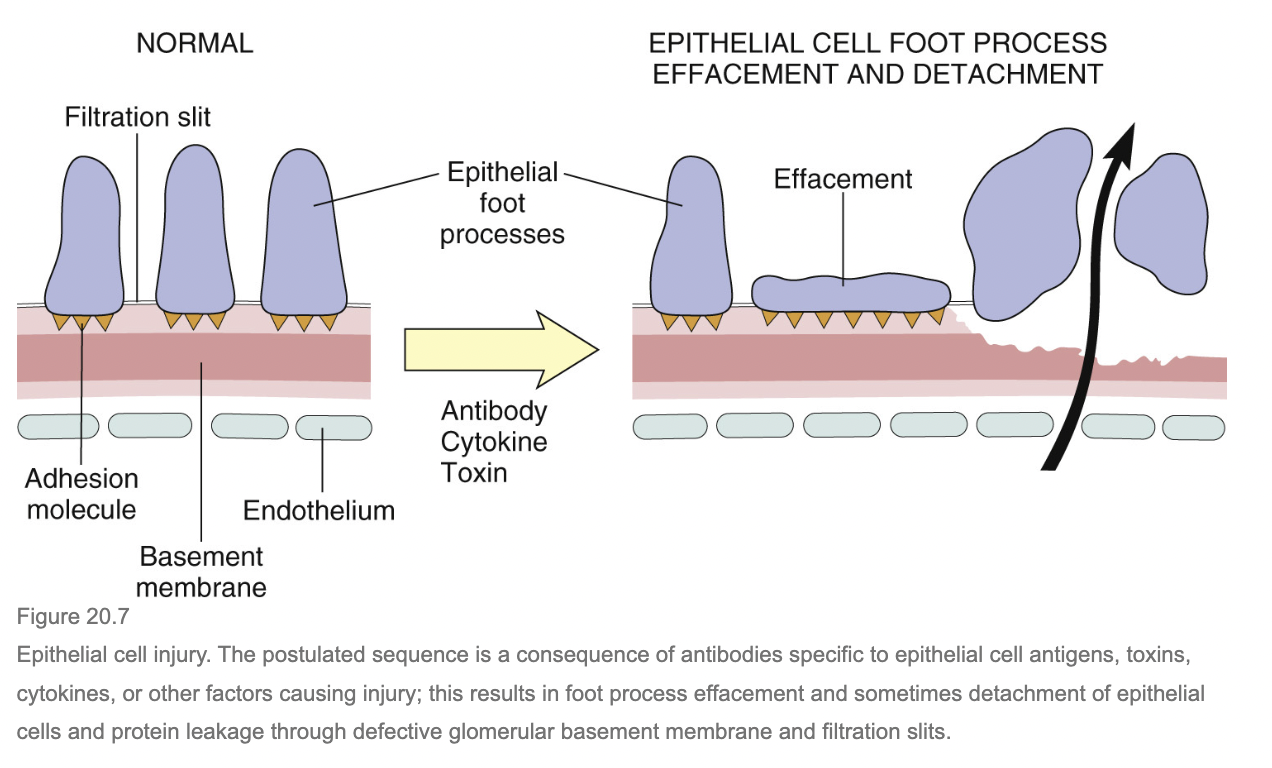 NORMAL
EPITHELIAL CELL FOOT PROCESS
EFFACEMENT AND DETACHMENT
Filtration slit
Epithelial
foot
processes
Effacement
Antibody
Cytokine
Toxin
Adhesion
molecule
Endothelium
Basement
membrane
Figure 20.7
Epithelial cell injury. The postulated sequence is a consequence of antibodies specific to epithelial cell antigens, toxins,
cytokines, or other factors causing injury; this results in foot process effacement and sometimes detachment of epithelial
cells and protein leakage through defective glomerular basement membrane and filtration slits.